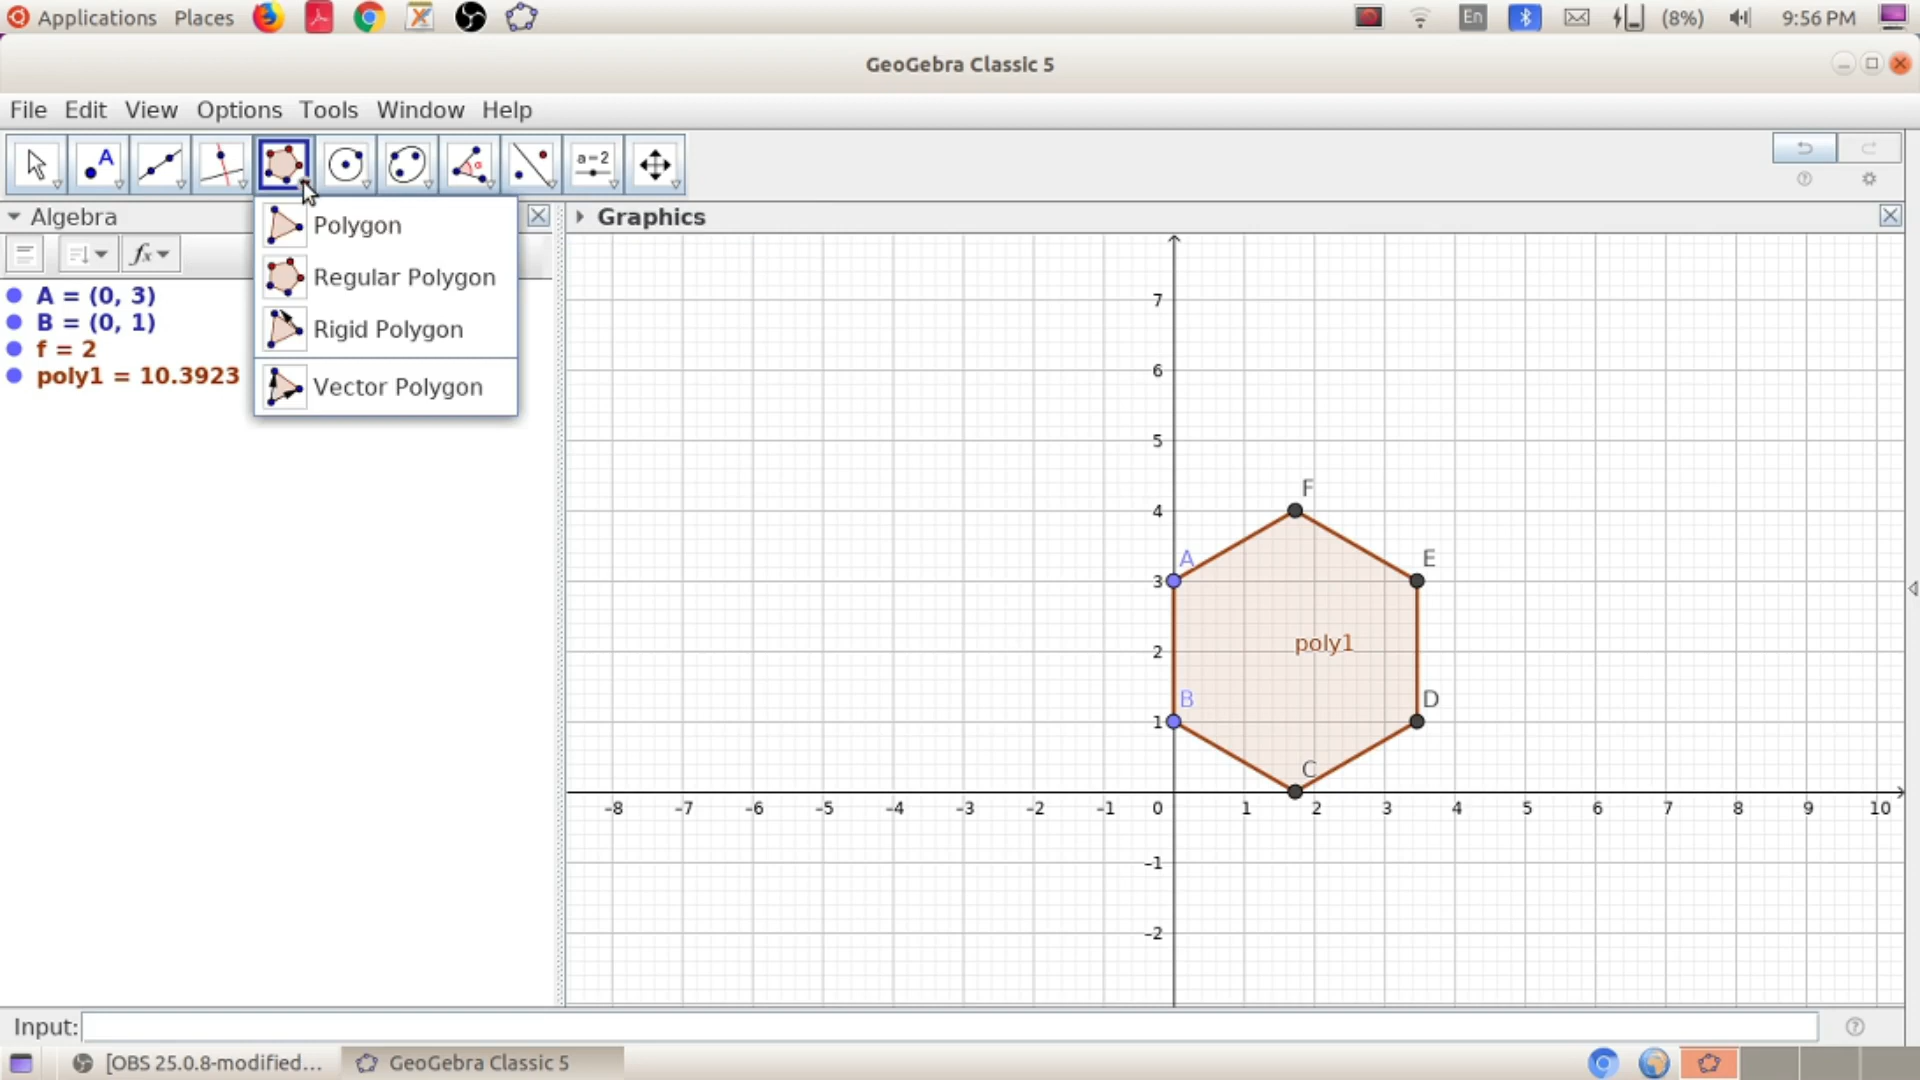 Applications Places En (8%) 9:56 PM
GeoGebra Classic 5
File Edit View Options Tools Window Help
A α a=2
Algebra
Graphics
fx
Polygon
Regular Polygon
Rigid Polygon
Vector Polygon
A = (0, 3)
B = (0, 1)
f = 2
poly1 = 10.3923
7
6
5
4
3
2
1
-1
-2
F
A
E
poly1
B
D
C
-8 -7 -6 -5 -4 -3 -2 -1 0 1 2 3 4 5 6 7 8 9 10
Input:
[OBS 25.0.8-modified... GeoGebra Classic 5